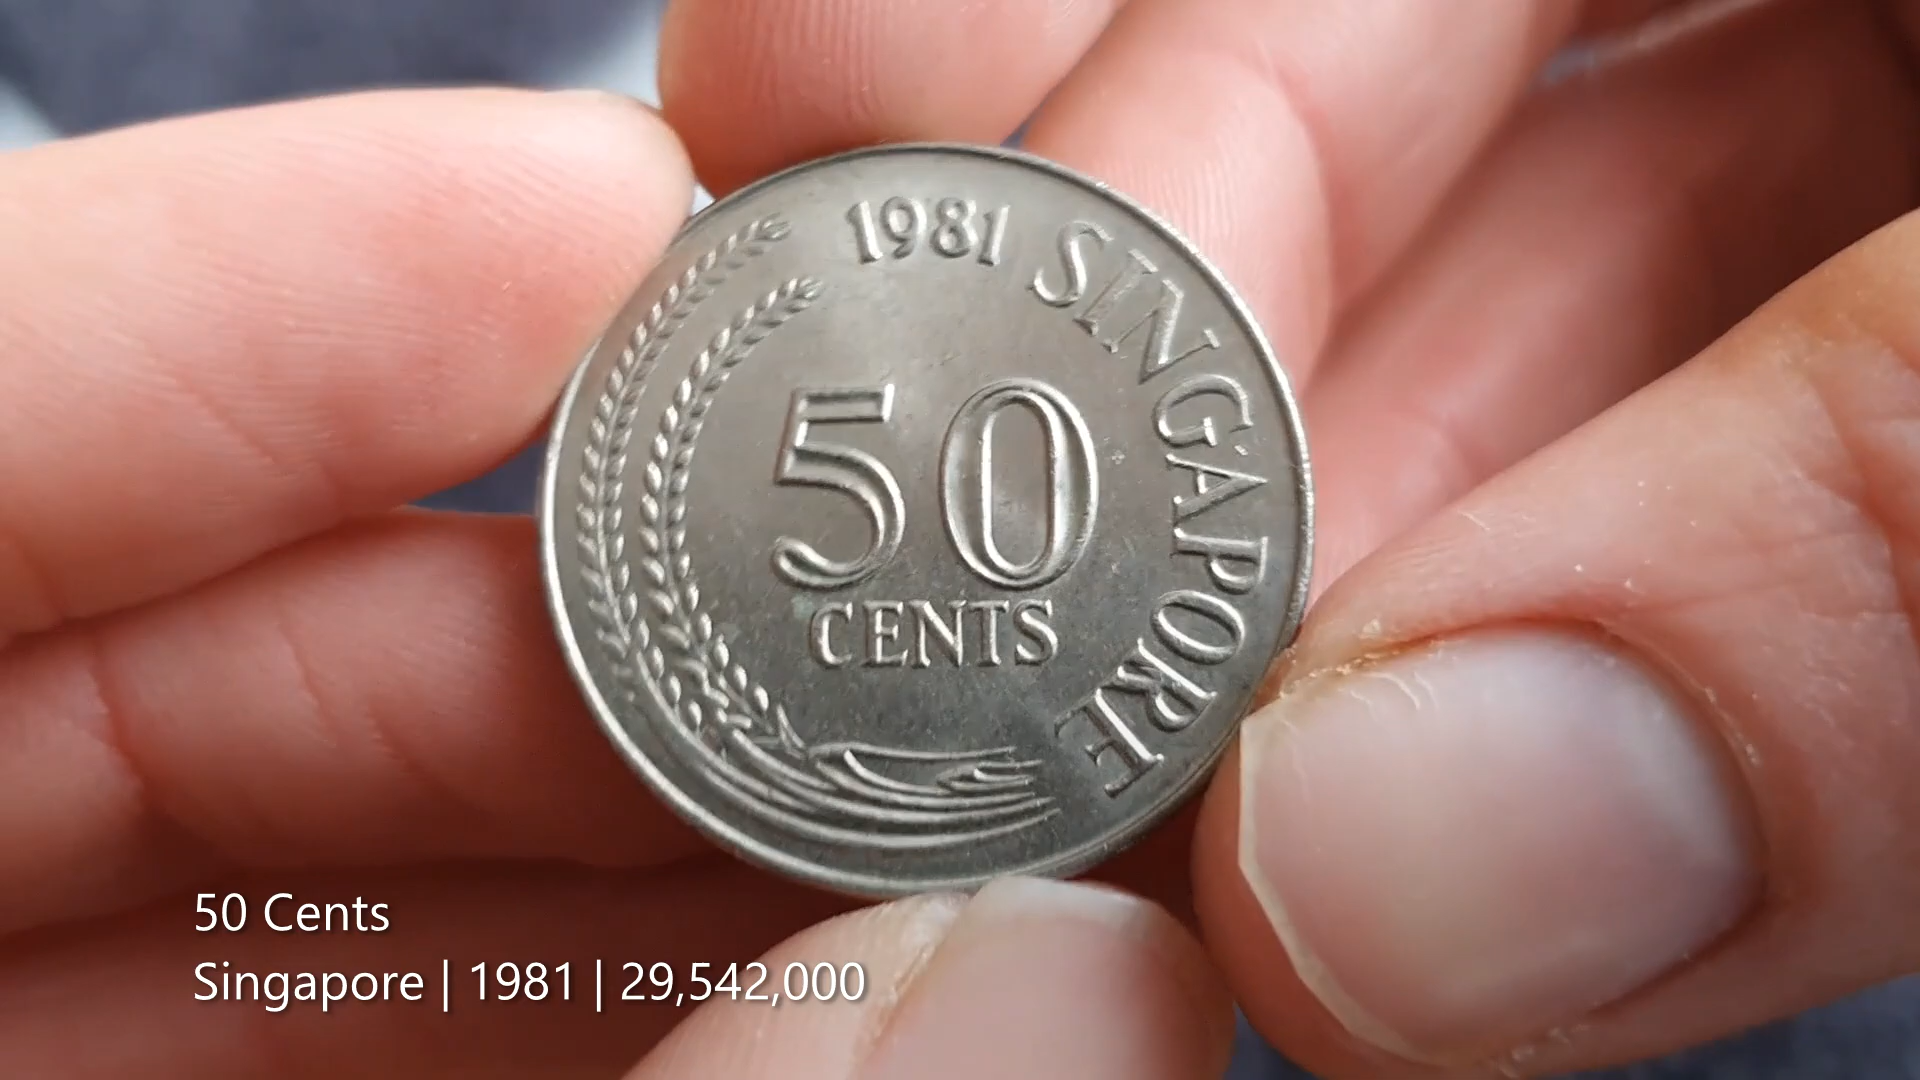 1981
SINGAPORE
50
CENTS
50 Cents
Singapore | 1981 | 29,542,000